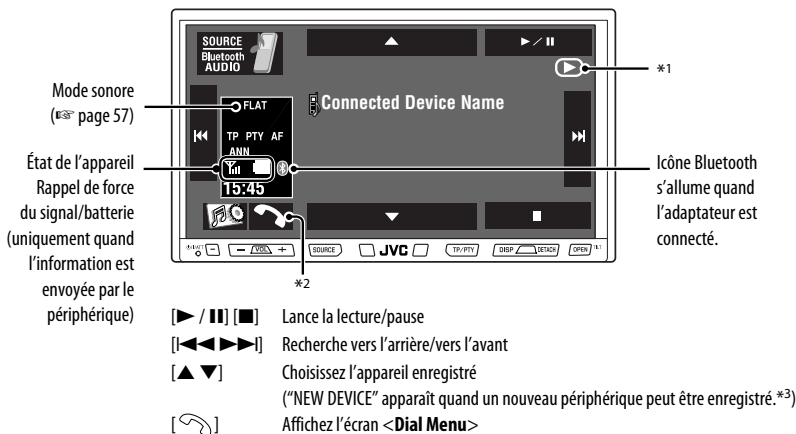 SOURCE
Bluetooth
AUDIO
▲
► / II
*1
Mode sonore
(☞ page 57)
FLAT
Connected Device Name
TP PTY AF
ANN
15:45
État de l'appareil
Rappel de force
du signal/batterie
(uniquement quand
l'information est
envoyée par le
périphérique)
Icône Bluetooth
s'allume quand
l'adaptateur est
connecté.
▼
■
– VOL +
SOURCE
JVC
TP/PTY
DISP
DETACH
OPEN
*2
[► / II] [■] Lance la lecture/pause
[I◄◄ ►►I] Recherche vers l'arrière/vers l'avant
[▲ ▼] Choisissez l'appareil enregistré
("NEW DEVICE" apparaît quand un nouveau périphérique peut être enregistré.*3)
[ ] Affichez l'écran <Dial Menu>